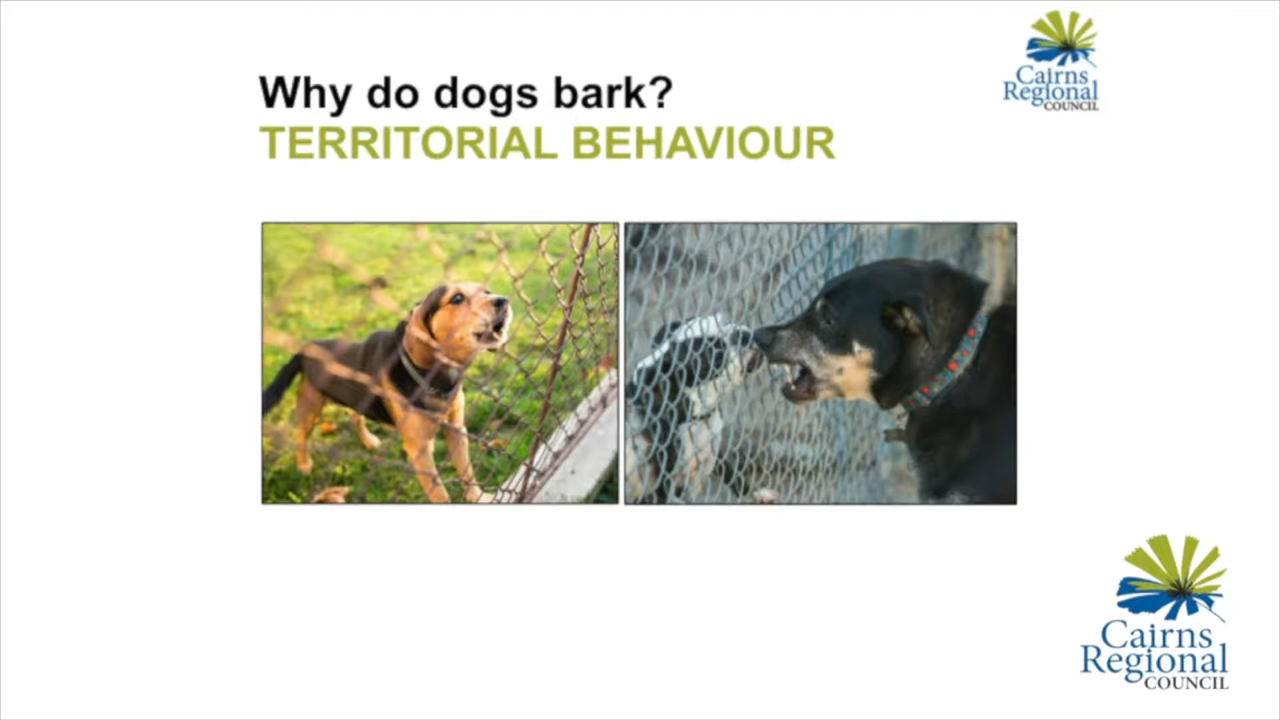 Cairns
Regional
COUNCIL
Why do dogs bark?
TERRITORIAL BEHAVIOUR
Cairns
Regional
COUNCIL